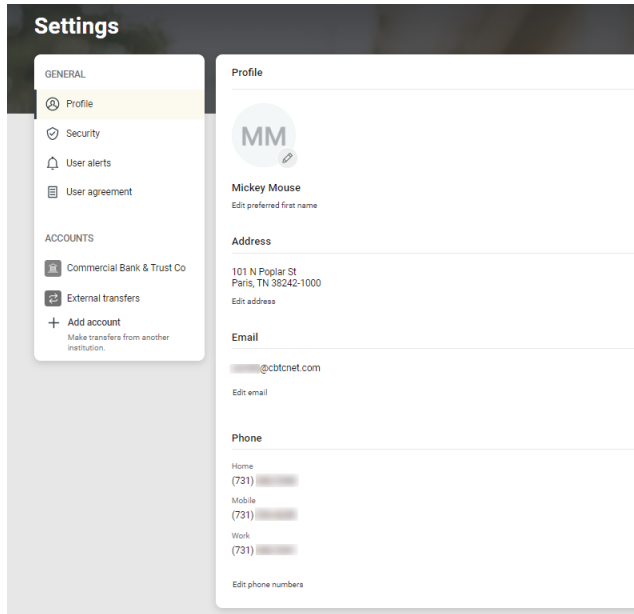 Settings
GENERAL
Profile
Security
User alerts
User agreement
ACCOUNTS
Commercial Bank & Trust Co
External transfers
Add account
Make transfers from another
institution.
Profile
MM
Mickey Mouse
Edit preferred first name
Address
101 N Poplar St
Paris, TN 38242-1000
Edit address
Email
@cbtcnet.com
Edit email
Phone
Home
(731)
Mobile
(731)
Work
(731)
Edit phone numbers